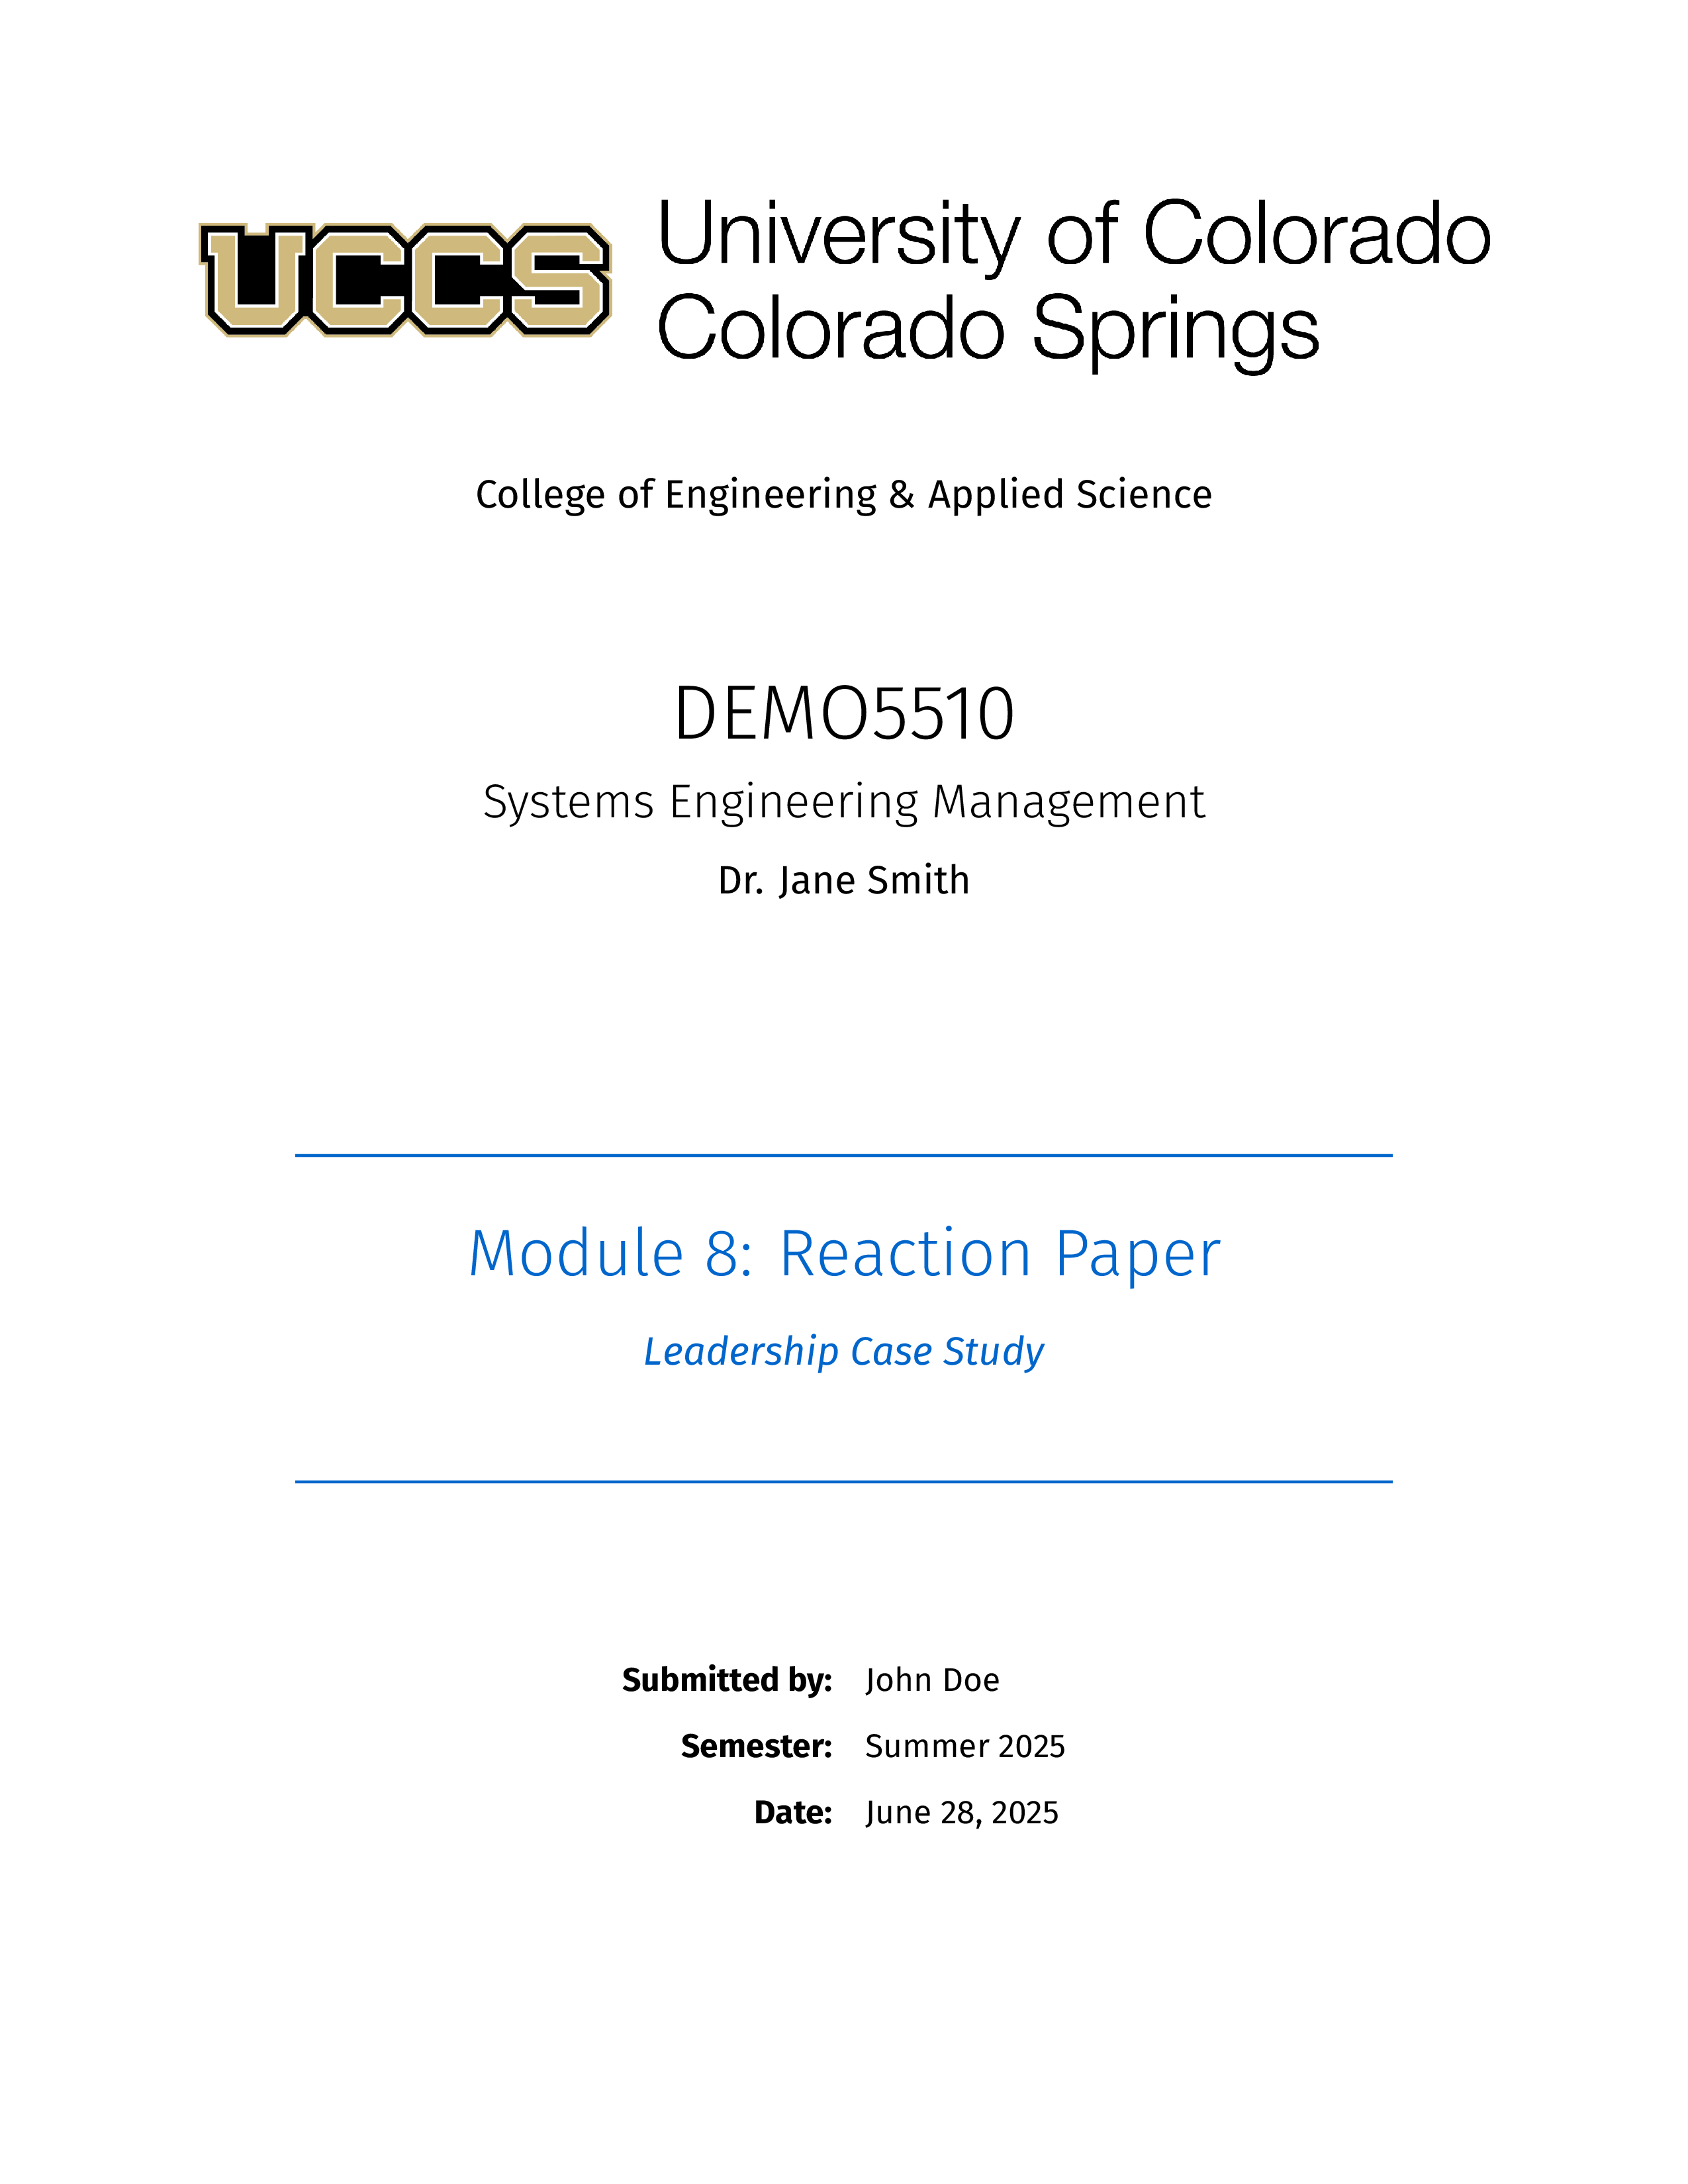 UCCS
University of Colorado
Colorado Springs
College of Engineering & Applied Science
DEMO5510
Systems Engineering Management
Dr. Jane Smith
Module 8: Reaction Paper
Leadership Case Study
Submitted by: John Doe
Semester: Summer 2025
Date: June 28, 2025